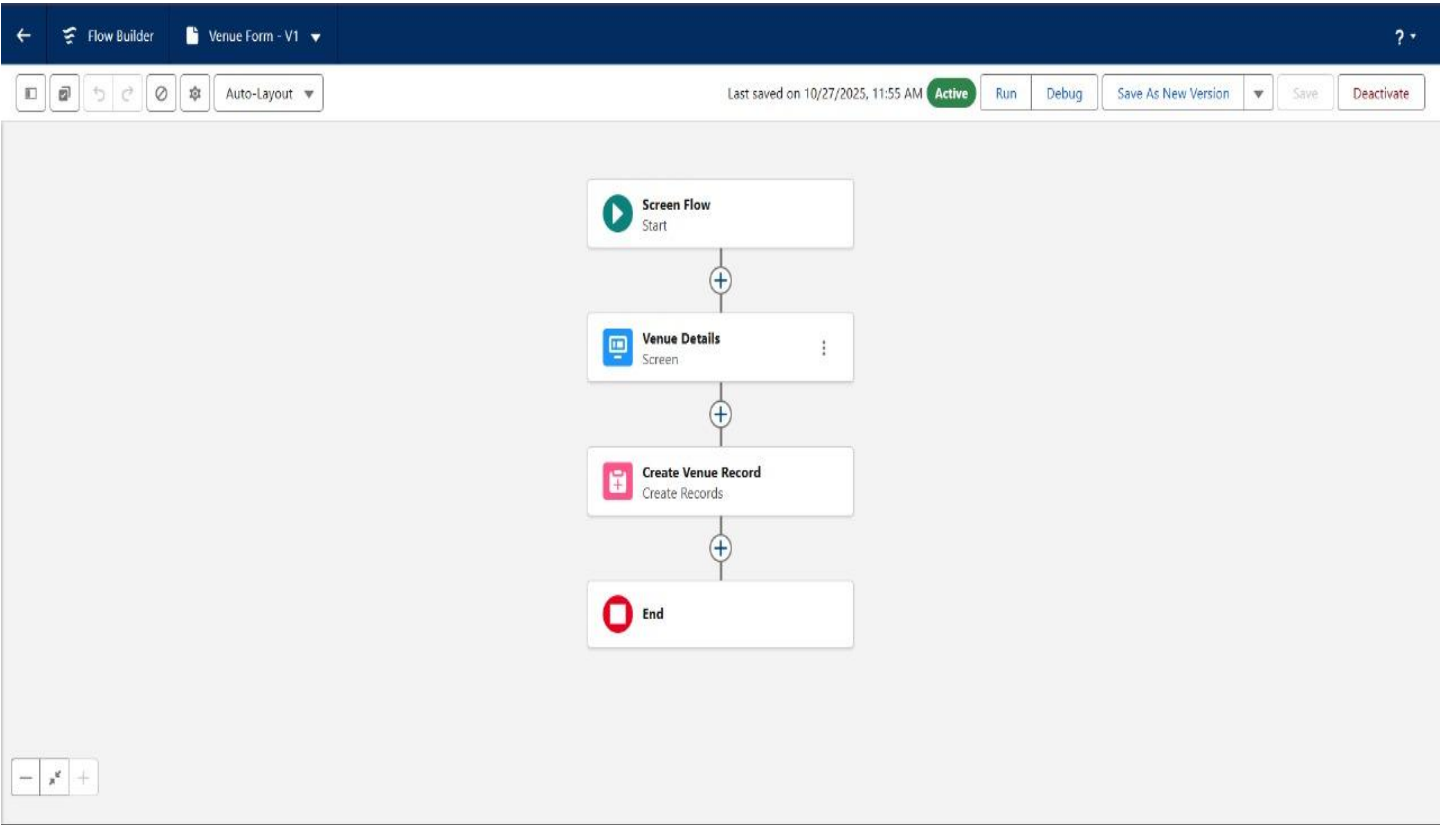 Flow Builder
Venue Form - V1
?
Auto-Layout
Last saved on 10/27/2025, 11:55 AM
Active
Run
Debug
Save As New Version
Save
Deactivate
Screen Flow
Start
Venue Details
Screen
Create Venue Record
Create Records
End